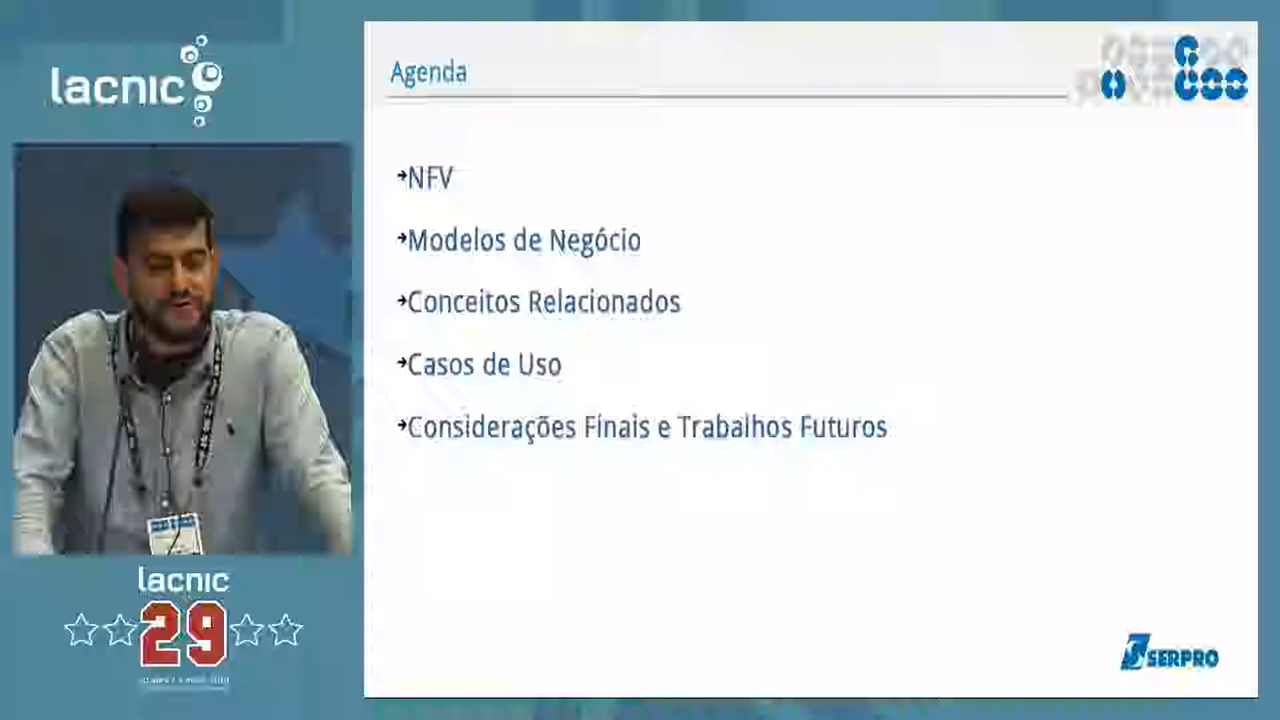 lacnic
Agenda
NFV
Modelos de Negócio
Conceitos Relacionados
Casos de Uso
Considerações Finais e Trabalhos Futuros
lacnic
29
SERPRO